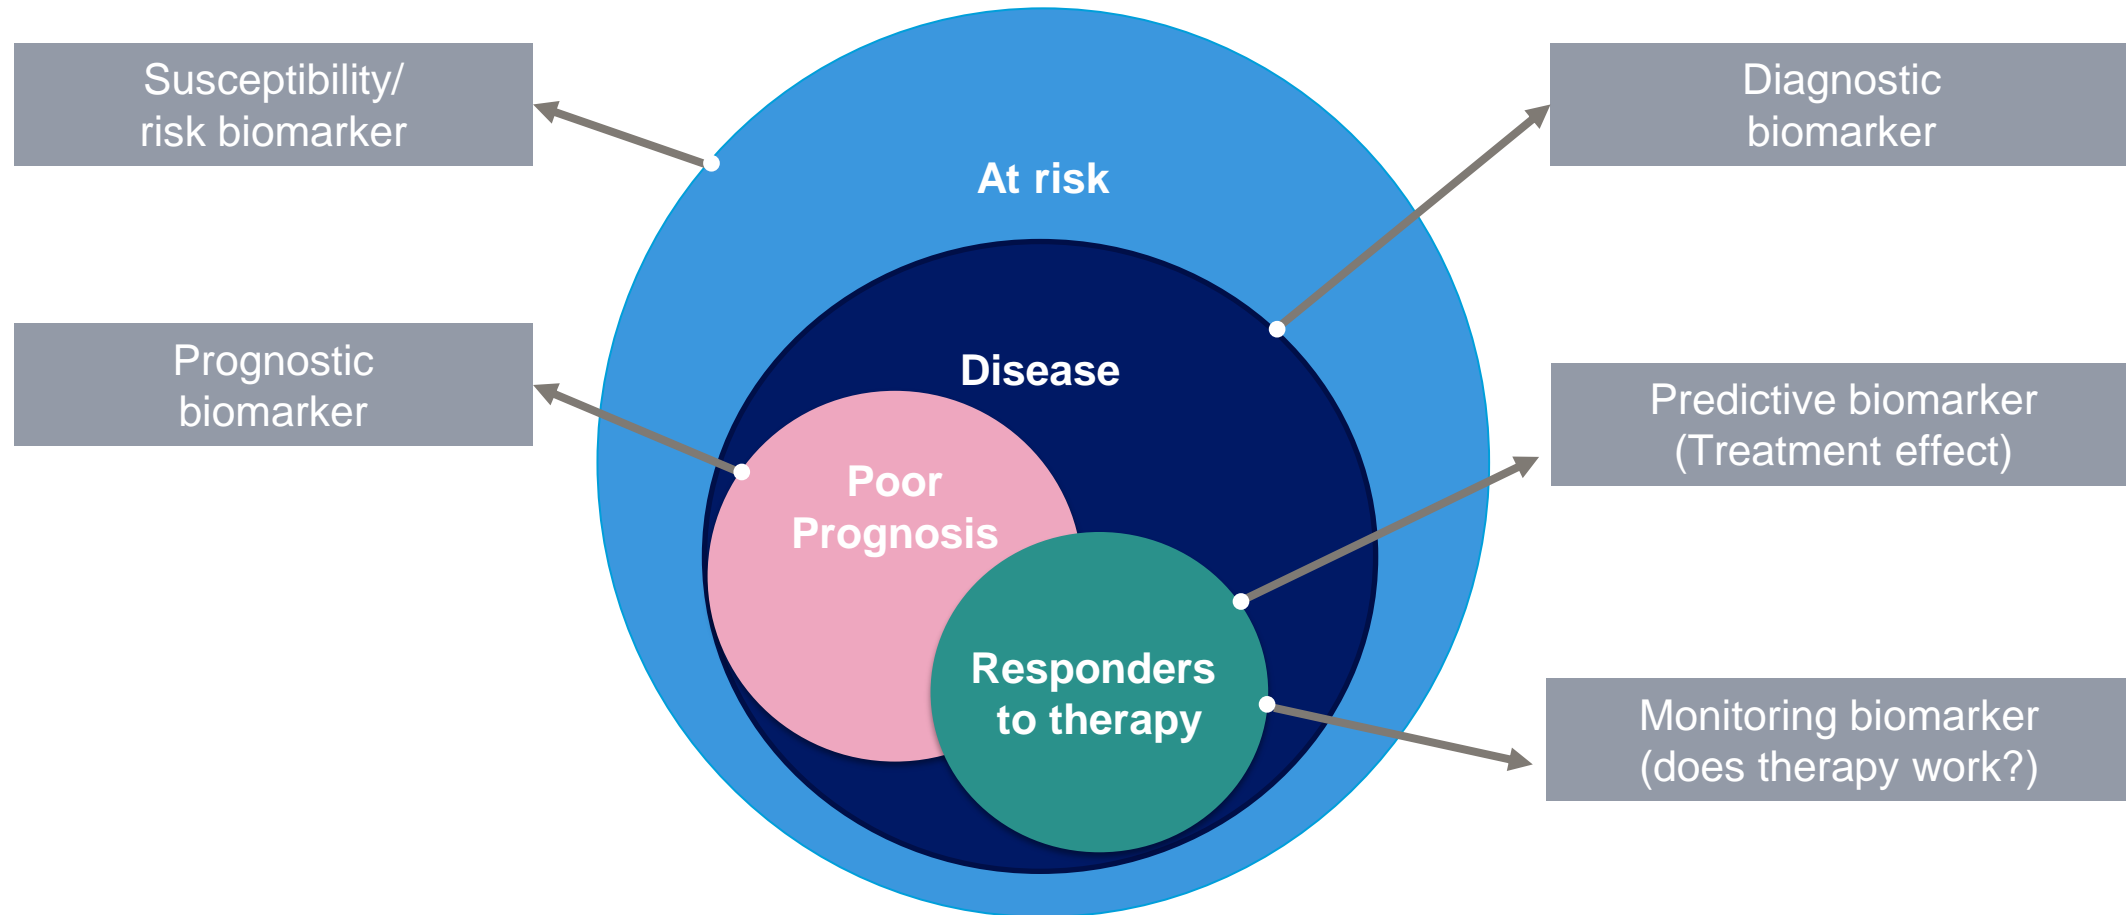 Susceptibility/
risk biomarker
Diagnostic
biomarker
At risk
Prognostic
biomarker
Disease
Predictive biomarker
(Treatment effect)
Poor
Prognosis
Responders
to therapy
Monitoring biomarker
(does therapy work?)